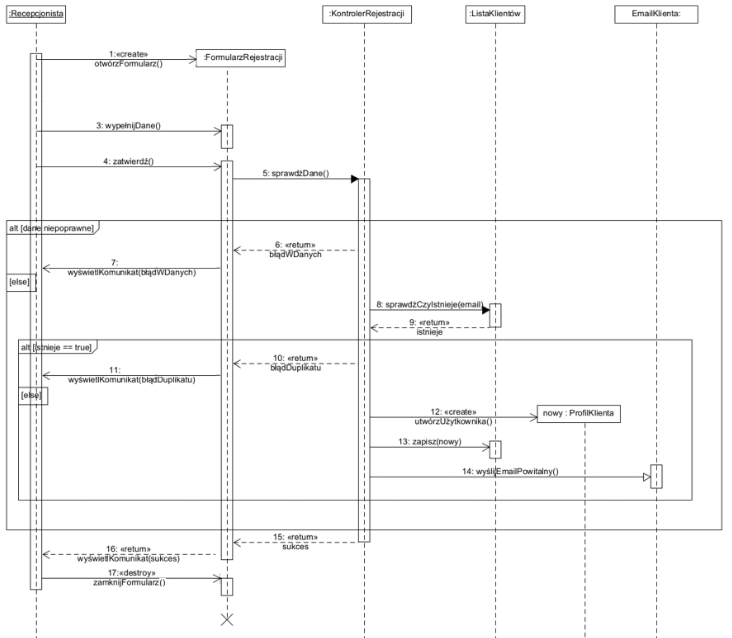 :Recepcjonista
:KontrolerRejestracji
:ListaKlientów
EmailKlienta:
1:«create»
otwórzFormularz()
:FormularzRejestracji
3: wypełnijDane()
4: zatwierdź()
5: sprawdźDane()
alt [dane niepoprawne]
6: «return»
błądWDanych
7:
wyświetlKomunikat(błądWDanych)
[else]
8: sprawdźCzyIstnieje(email)
9: «return»
istnieje
alt [istnieje == true]
10: «return»
błądDuplikatu
11:
wyświetlKomunikat(błądDuplikatu)
[else]
12: «create»
utwórzUżytkownika()
nowy : ProfilKlienta
13: zapisz(nowy)
14: wyślijEmailPowitalny()
15: «return»
sukces
16: «return»
wyświetlKomunikat(sukces)
17:«destroy»
zamknijFormularz()